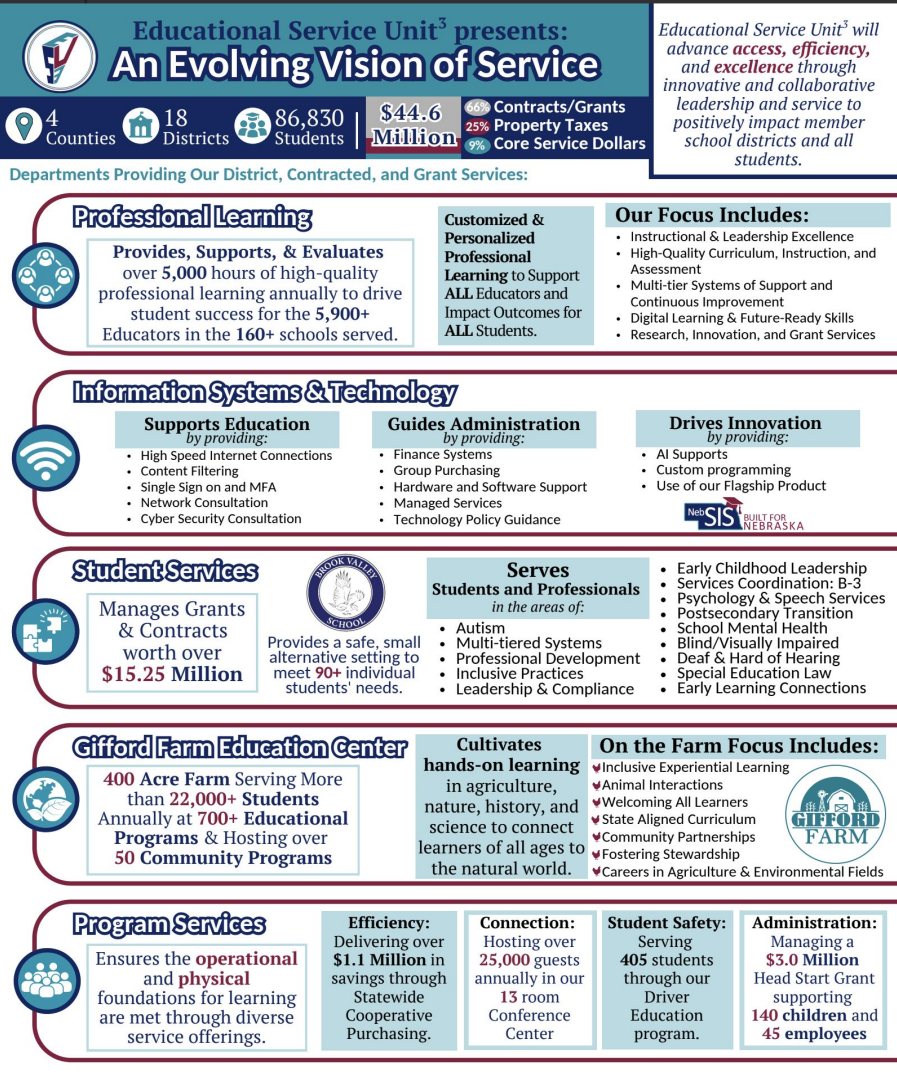 Educational Service Unit³ presents:
An Evolving Vision of Service
Educational Service Unit³ will
advance access, efficiency,
and excellence through
innovative and collaborative
leadership and service to
positively impact member
school districts and all
students.
4
Counties
18
Districts
86,830
Students
$44.6
Million
66% Contracts/Grants
25% Property Taxes
9% Core Service Dollars
Departments Providing Our District, Contracted, and Grant Services:
Professional Learning
Provides, Supports, & Evaluates
over 5,000 hours of high-quality
professional learning annually to drive
student success for the 5,900+
Educators in the 160+ schools served.
Customized &
Personalized
Professional
Learning to Support
ALL Educators and
Impact Outcomes for
ALL Students.
Our Focus Includes:
• Instructional & Leadership Excellence
• High-Quality Curriculum, Instruction, and
Assessment
• Multi-tier Systems of Support and
Continuous Improvement
• Digital Learning & Future-Ready Skills
• Research, Innovation, and Grant Services
Information Systems & Technology
Supports Education
by providing:
• High Speed Internet Connections
• Content Filtering
• Single Sign on and MFA
• Network Consultation
• Cyber Security Consultation
Guides Administration
by providing:
• Finance Systems
• Group Purchasing
• Hardware and Software Support
• Managed Services
• Technology Policy Guidance
Drives Innovation
by providing:
• AI Supports
• Custom programming
• Use of our Flagship Product
Neb SIS BUILT FOR
NEBRASKA
Student Services
Manages Grants
& Contracts
worth over
$15.25 Million
BROOK VALLEY
SCHOOL
Provides a safe, small
alternative setting to
meet 90+ individual
students' needs.
Serves
Students and Professionals
in the areas of:
• Autism
• Multi-tiered Systems
• Professional Development
• Inclusive Practices
• Leadership & Compliance
• Early Childhood Leadership
• Services Coordination: B-3
• Psychology & Speech Services
• Postsecondary Transition
• School Mental Health
• Blind/Visually Impaired
• Deaf & Hard of Hearing
• Special Education Law
• Early Learning Connections
Gifford Farm Education Center
400 Acre Farm Serving More
than 22,000+ Students
Annually at 700+ Educational
Programs & Hosting over
50 Community Programs
Cultivates
hands-on learning
in agriculture,
nature, history, and
science to connect
learners of all ages to
the natural world.
On the Farm Focus Includes:
Inclusive Experiential Learning
Animal Interactions
Welcoming All Learners
State Aligned Curriculum
Community Partnerships
Fostering Stewardship
Careers in Agriculture & Environmental Fields
GIFFORD
FARM
Program Services
Ensures the operational
and physical
foundations for learning
are met through diverse
service offerings.
Efficiency:
Delivering over
$1.1 Million in
savings through
Statewide
Cooperative
Purchasing.
Connection:
Hosting over
25,000 guests
annually in our
13 room
Conference
Center
Student Safety:
Serving
405 students
through our
Driver
Education
program.
Administration:
Managing a
$3.0 Million
Head Start Grant
supporting
140 children and
45 employees